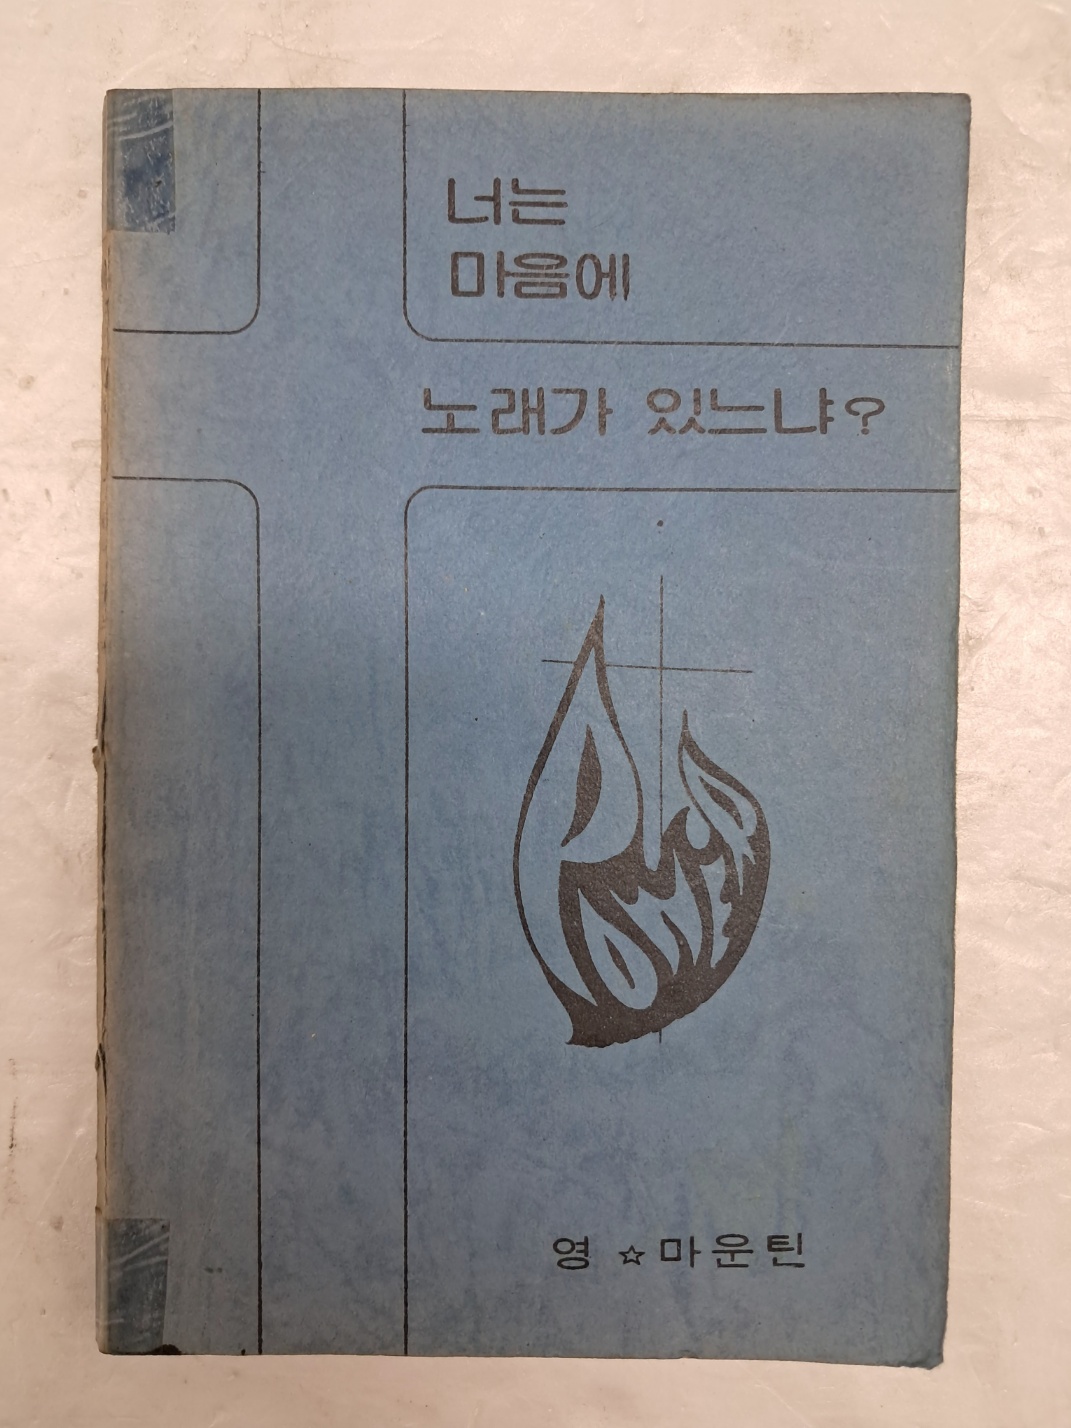 너는
마음에
노래가 있느냐?
영 ☆마운틴